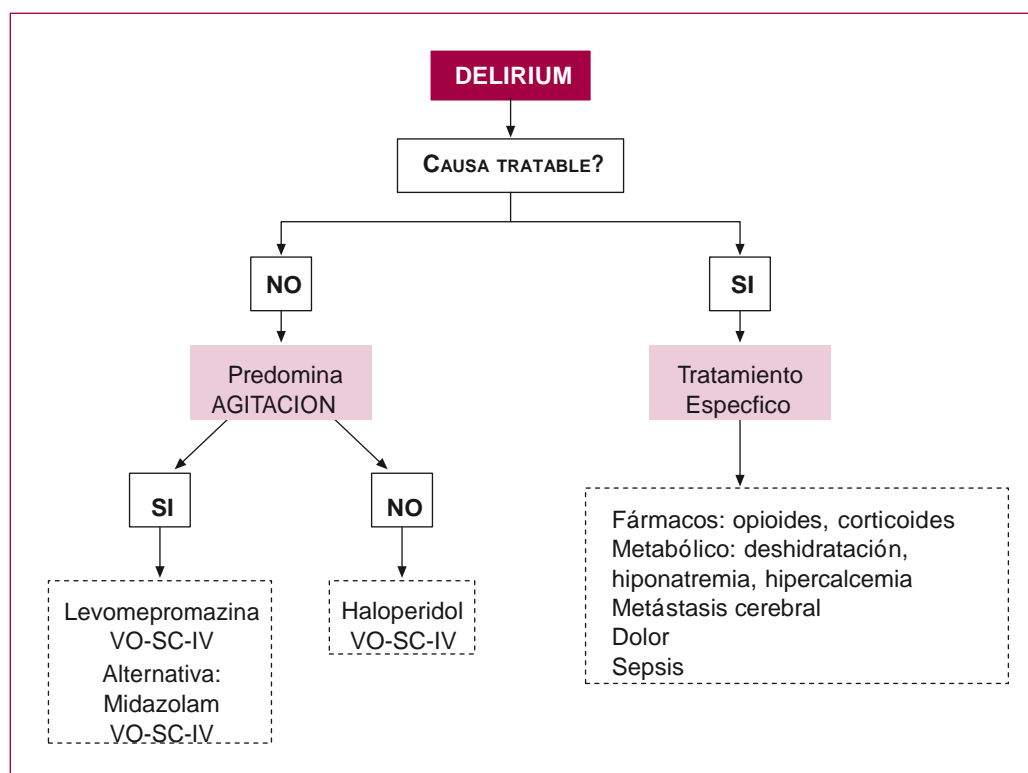 DELIRIUM
CAUSA TRATABLE?
NO
SI
Predomina
AGITACION
Tratamiento
Especfico
SI
NO
Levomepromazina
VO-SC-IV
Alternativa:
Midazolam
VO-SC-IV
Haloperidol
VO-SC-IV
Fármacos: opioides, corticoides
Metabólico: deshidratación,
hiponatremia, hipercalcemia
Metástasis cerebral
Dolor
Sepsis